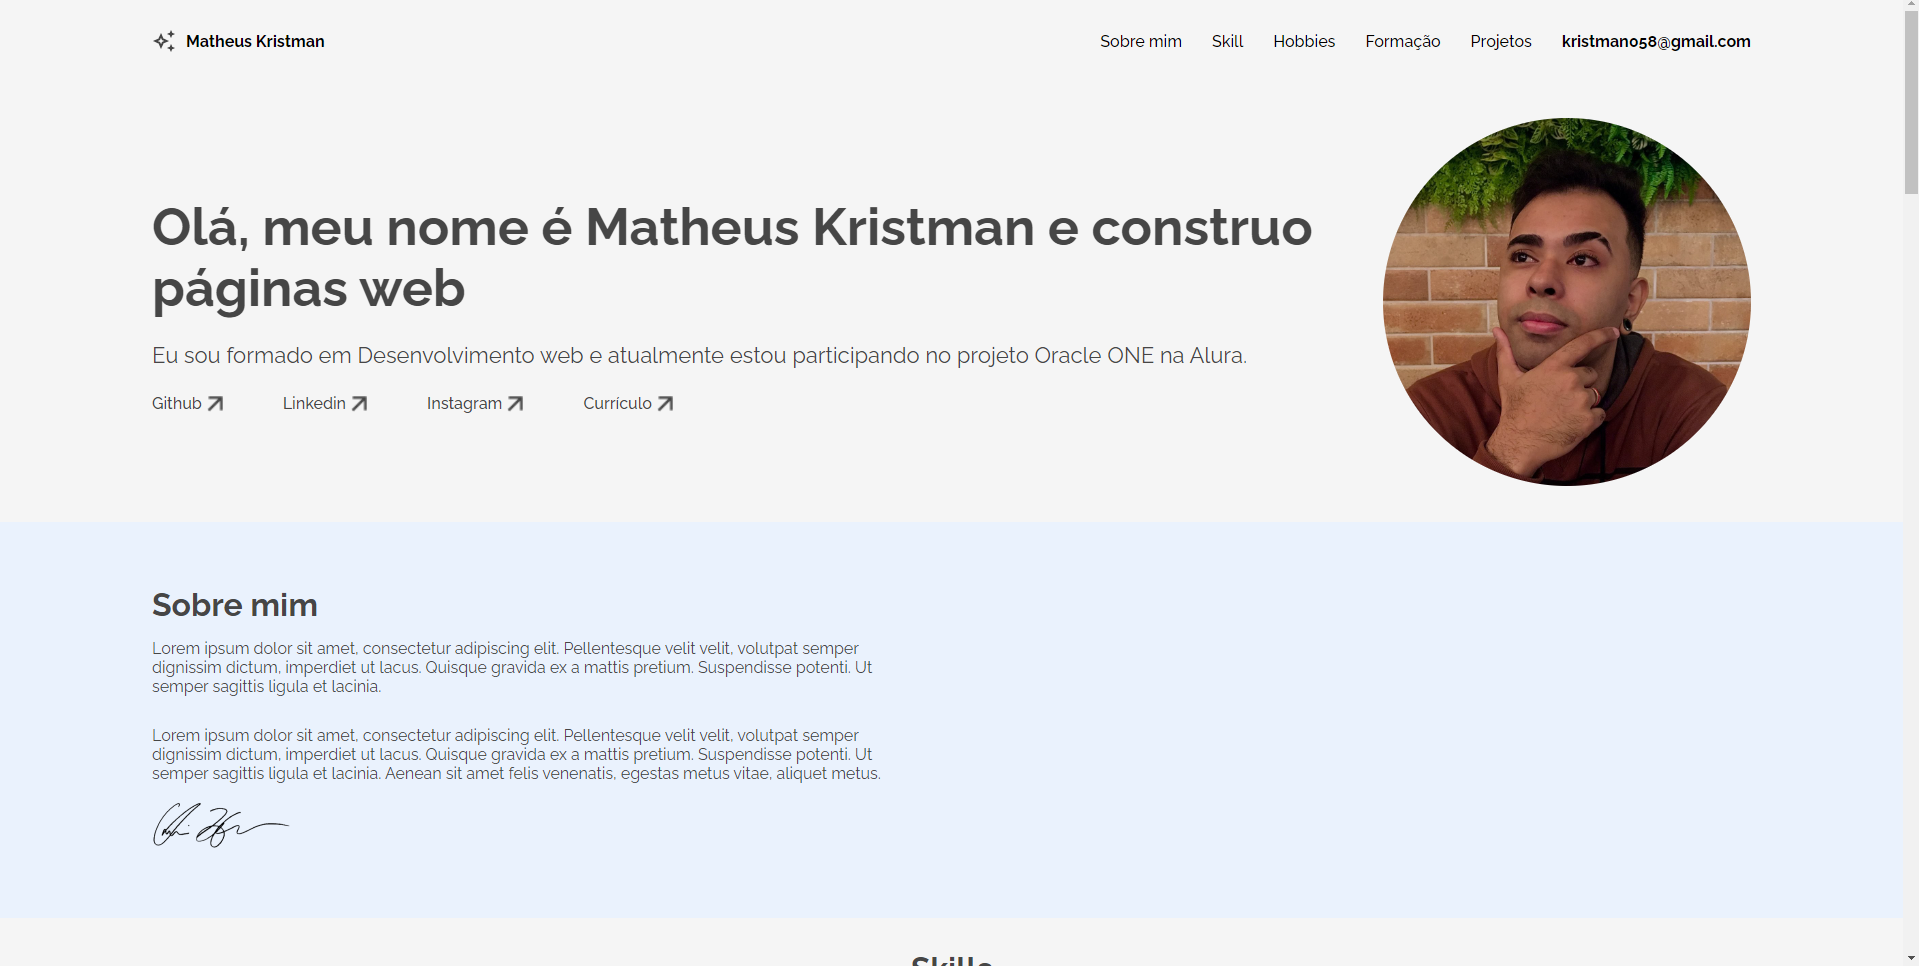 Matheus Kristman
Sobre mim Skill Hobbies Formação Projetos kristman058@gmail.com
Olá, meu nome é Matheus Kristman e construo
páginas web
Eu sou formado em Desenvolvimento web e atualmente estou participando no projeto Oracle ONE na Alura.
Github Linkedin Instagram Currículo
Sobre mim
Lorem ipsum dolor sit amet, consectetur adipiscing elit. Pellentesque velit velit, volutpat semper
dignissim dictum, imperdiet ut lacus. Quisque gravida ex a mattis pretium. Suspendisse potenti. Ut
semper sagittis ligula et lacinia.
Lorem ipsum dolor sit amet, consectetur adipiscing elit. Pellentesque velit velit, volutpat semper
dignissim dictum, imperdiet ut lacus. Quisque gravida ex a mattis pretium. Suspendisse potenti. Ut
semper sagittis ligula et lacinia. Aenean sit amet felis venenatis, egestas metus vitae, aliquet metus.